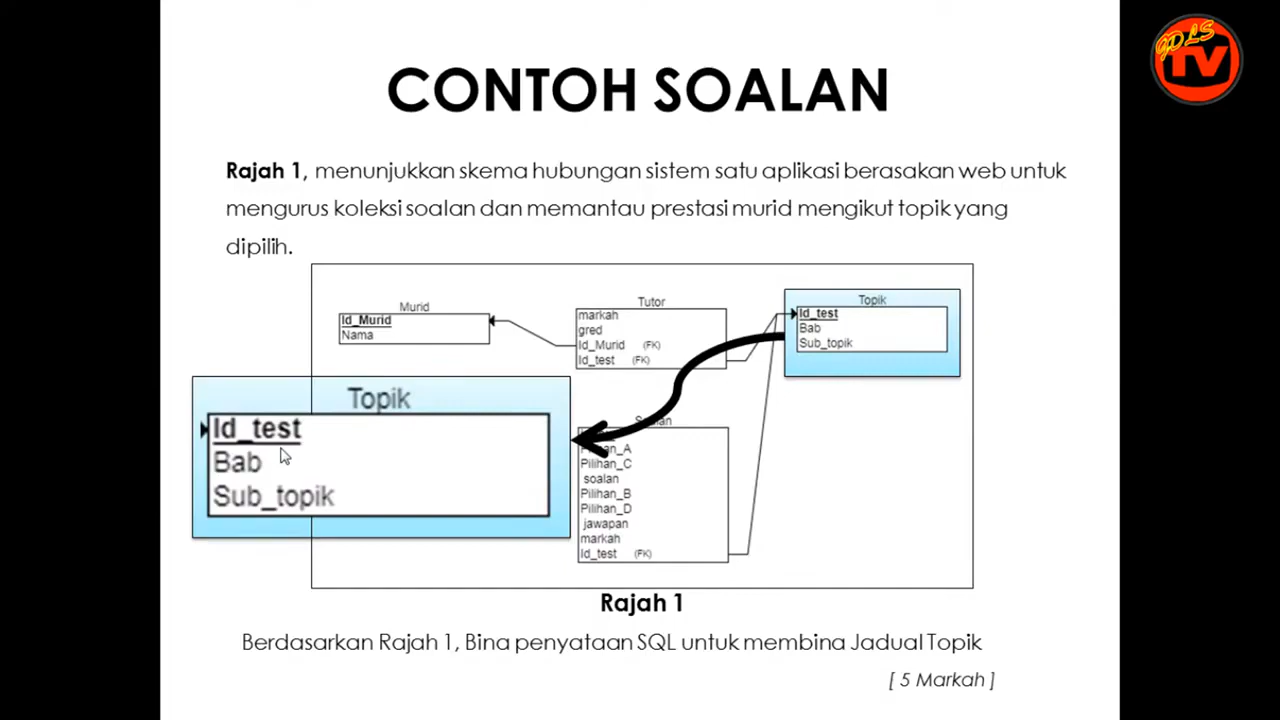 GDLS
TV
CONTOH SOALAN
Rajah 1, menunjukkan skema hubungan sistem satu aplikasi berasakan web untuk
mengurus koleksi soalan dan memantau prestasi murid mengikut topik yang
dipilih.
Murid
Id_Murid
Nama
Tutor
markah
gred
Id_Murid (FK)
Id_test (FK)
Topik
Id_test
Bab
Sub_topik
Topik
Id_test
Bab
Sub_topik
Pilihan_C
soalan
Pilihan_B
Pilihan_D
jawapan
markah
Id_test (FK)
Rajah 1
Berdasarkan Rajah 1, Bina penyataan SQL untuk membina Jadual Topik
[ 5 Markah ]